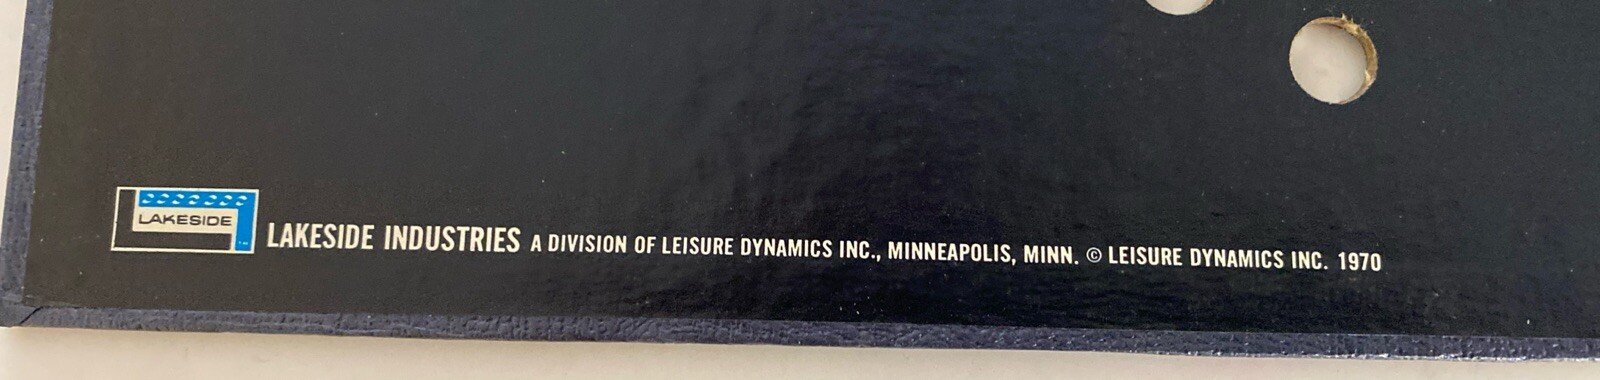 LAKESIDE
LAKESIDE INDUSTRIES A DIVISION OF LEISURE DYNAMICS INC., MINNEAPOLIS, MINN. © LEISURE DYNAMICS INC. 1970